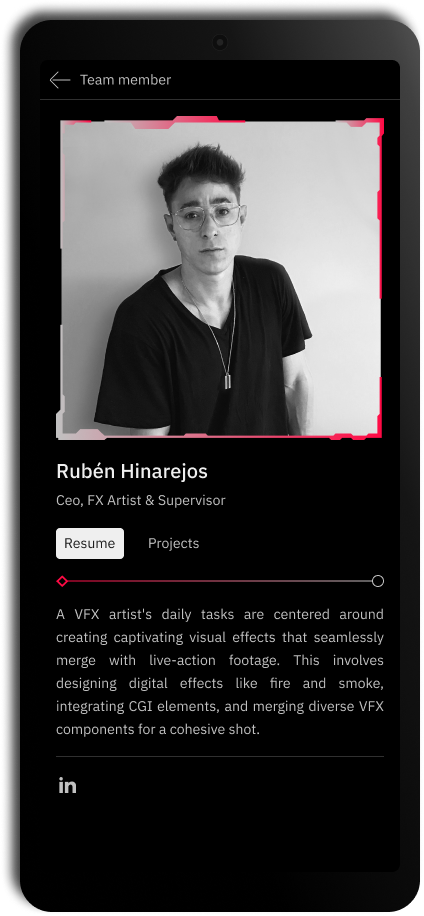 Team member
Rubén Hinarejos
Ceo, FX Artist & Supervisor
Resume
Projects
A VFX artist's daily tasks are centered around
creating captivating visual effects that seamlessly
merge with live-action footage. This involves
designing digital effects like fire and smoke,
integrating CGI elements, and merging diverse VFX
components for a cohesive shot.
in